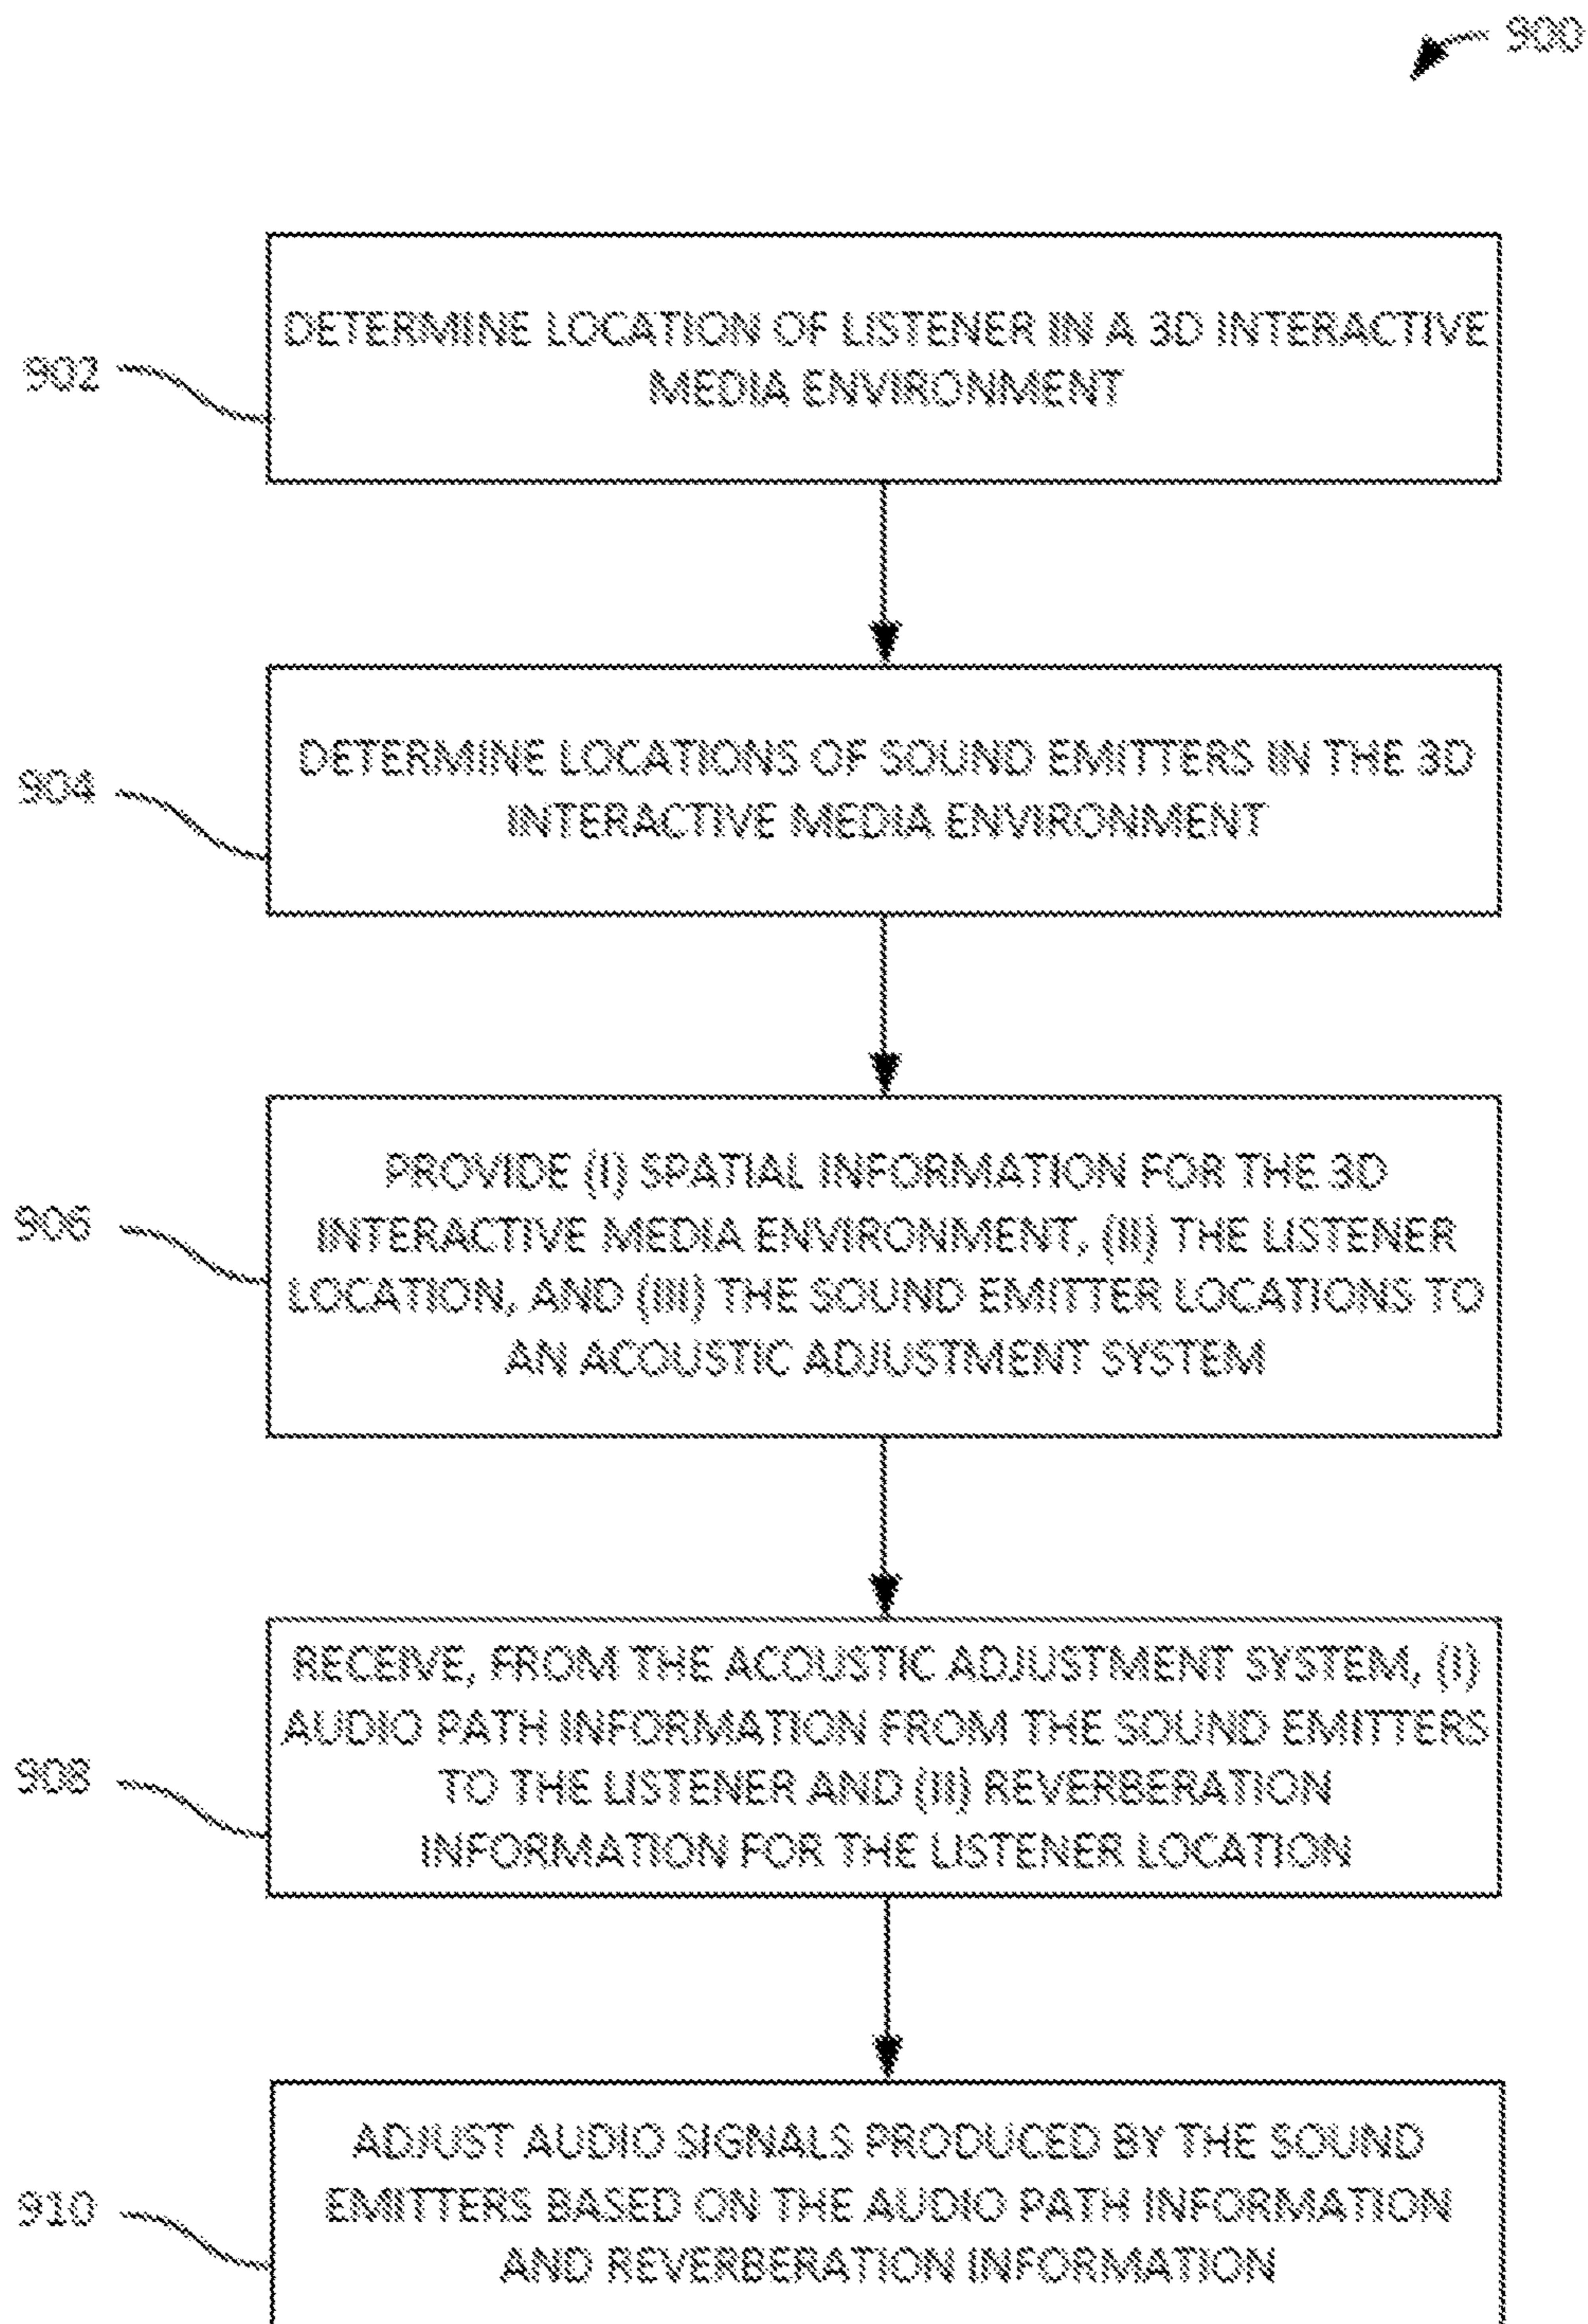 900
902
DETERMINE LOCATION OF LISTENER IN A 3D INTERACTIVE
MEDIA ENVIRONMENT
904
DETERMINE LOCATIONS OF SOUND EMITTERS IN THE 3D
INTERACTIVE MEDIA ENVIRONMENT
906
PROVIDE (I) SPATIAL INFORMATION FOR THE 3D
INTERACTIVE MEDIA ENVIRONMENT, (II) THE LISTENER
LOCATION, AND (III) THE SOUND EMITTER LOCATIONS TO
AN ACOUSTIC ADJUSTMENT SYSTEM
908
RECEIVE, FROM THE ACOUSTIC ADJUSTMENT SYSTEM, (I)
AUDIO PATH INFORMATION FROM THE SOUND EMITTERS
TO THE LISTENER AND (II) REVERBERATION
INFORMATION FOR THE LISTENER LOCATION
910
ADJUST AUDIO SIGNALS PRODUCED BY THE SOUND
EMITTERS BASED ON THE AUDIO PATH INFORMATION
AND REVERBERATION INFORMATION